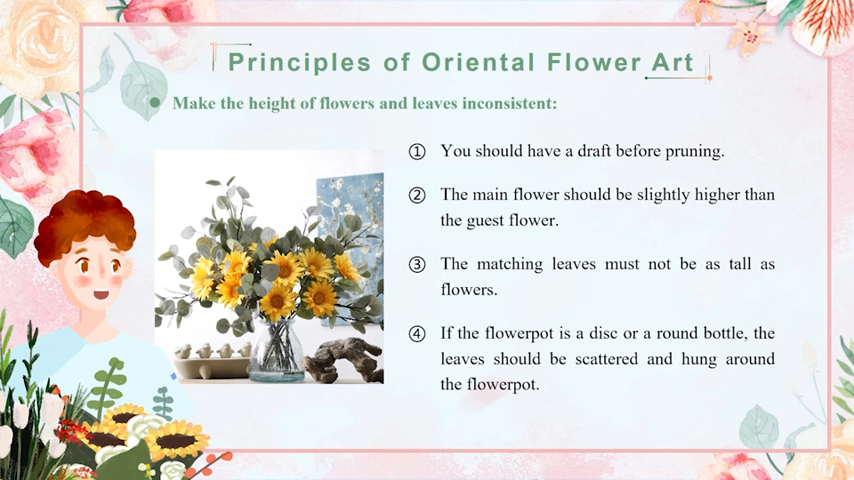 Principles of Oriental Flower Art
Make the height of flowers and leaves inconsistent:
① You should have a draft before pruning.
② The main flower should be slightly higher than
the guest flower.
③ The matching leaves must not be as tall as
flowers.
④ If the flowerpot is a disc or a round bottle, the
leaves should be scattered and hung around
the flowerpot.